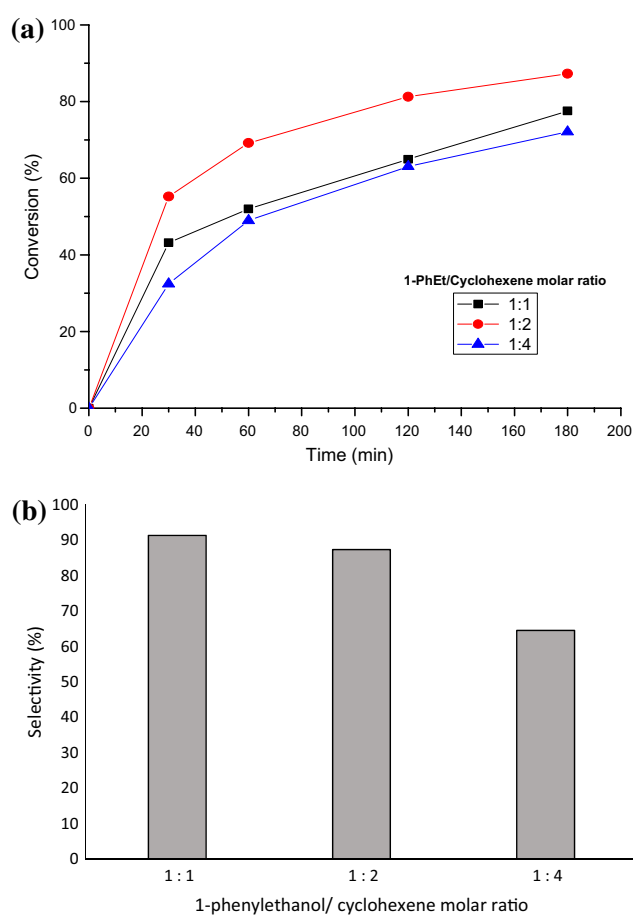 (a)
100
80
60
40
20
0
Conversion (%)
1-PhEt/Cyclohexene molar ratio
1:1
1:2
1:4
0 20 40 60 80 100 120 140 160 180 200
Time (min)
(b)
100
90
80
70
60
50
40
30
20
10
0
Selectivity (%)
1 : 1 1 : 2 1 : 4
1-phenylethanol/ cyclohexene molar ratio